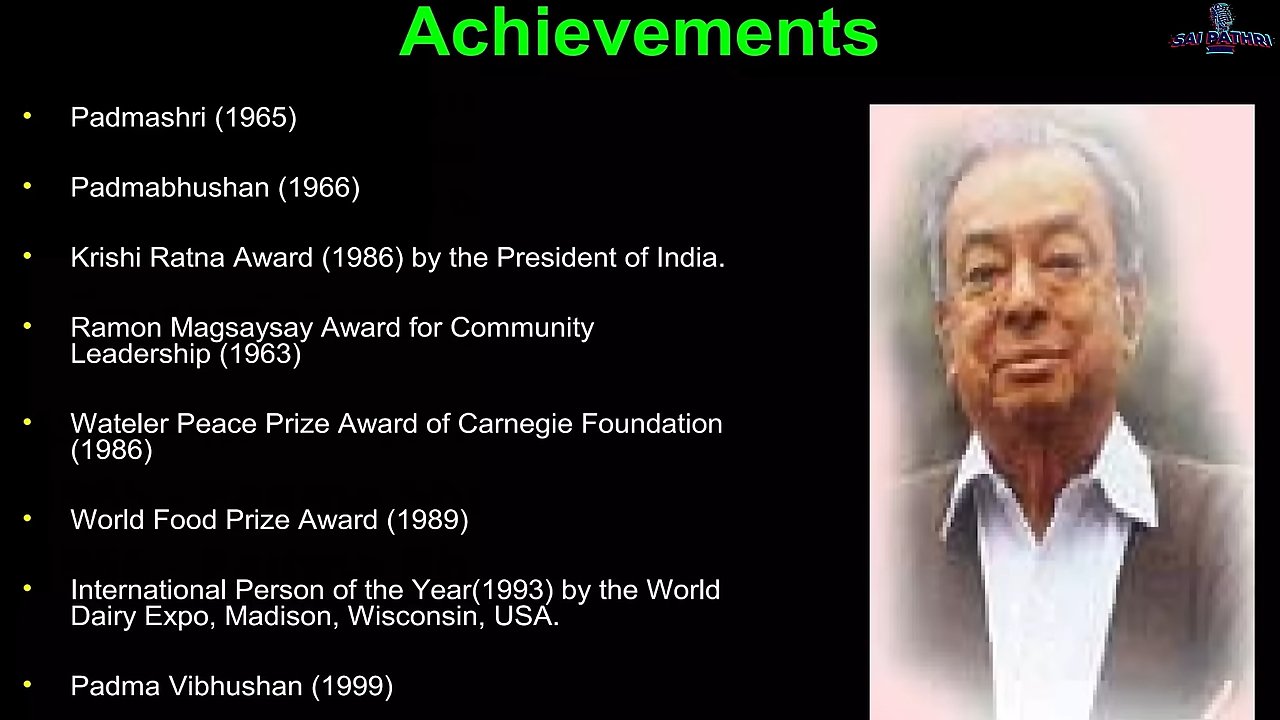 Achievements
SAI PATHRI
• Padmashri (1965)
• Padmabhushan (1966)
• Krishi Ratna Award (1986) by the President of India.
• Ramon Magsaysay Award for Community
Leadership (1963)
• Wateler Peace Prize Award of Carnegie Foundation
(1986)
• World Food Prize Award (1989)
• International Person of the Year(1993) by the World
Dairy Expo, Madison, Wisconsin, USA.
• Padma Vibhushan (1999)